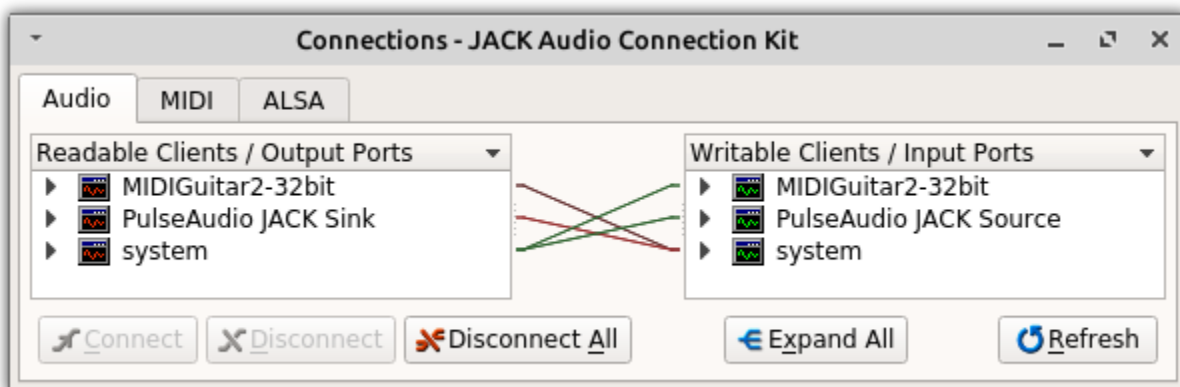 Connections - JACK Audio Connection Kit
Audio MIDI ALSA
Readable Clients / Output Ports
MIDIGuitar2-32bit
PulseAudio JACK Sink
system
Writable Clients / Input Ports
MIDIGuitar2-32bit
PulseAudio JACK Source
system
Connect Disconnect Disconnect All Expand All Refresh